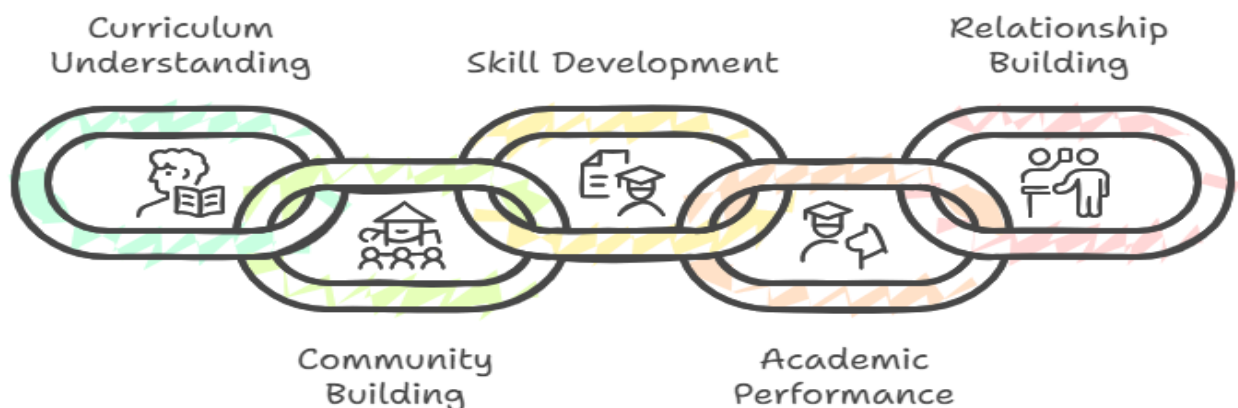 Curriculum
Understanding
Community
Building
Skill Development
Academic
Performance
Relationship
Building